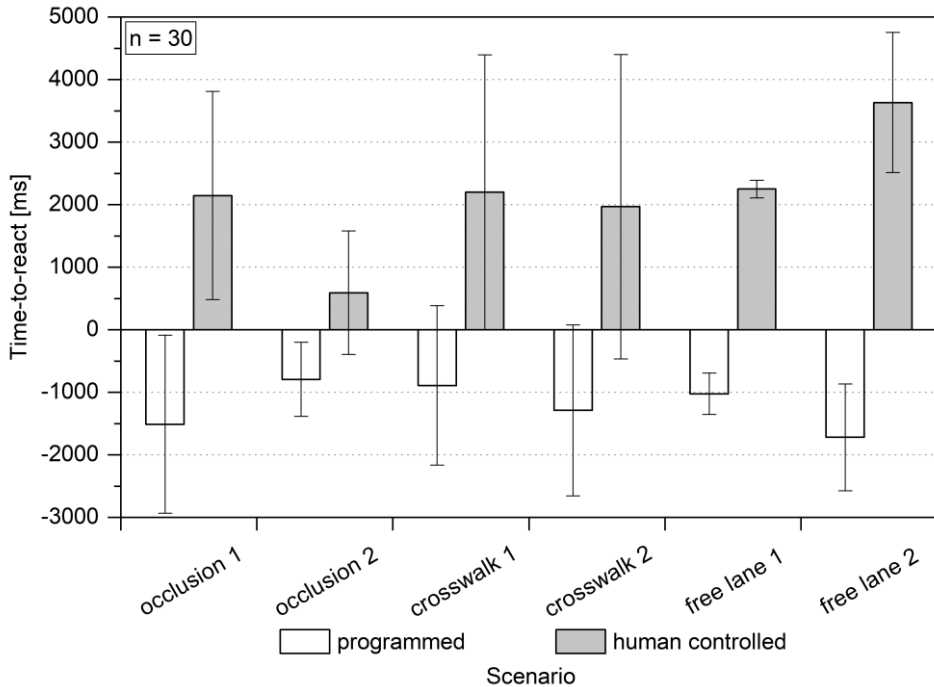 n = 30
Time-to-react [ms]
5000
4000
3000
2000
1000
0
-1000
-2000
-3000
occlusion 1
occlusion 2
crosswalk 1
crosswalk 2
free lane 1
free lane 2
programmed
human controlled
Scenario